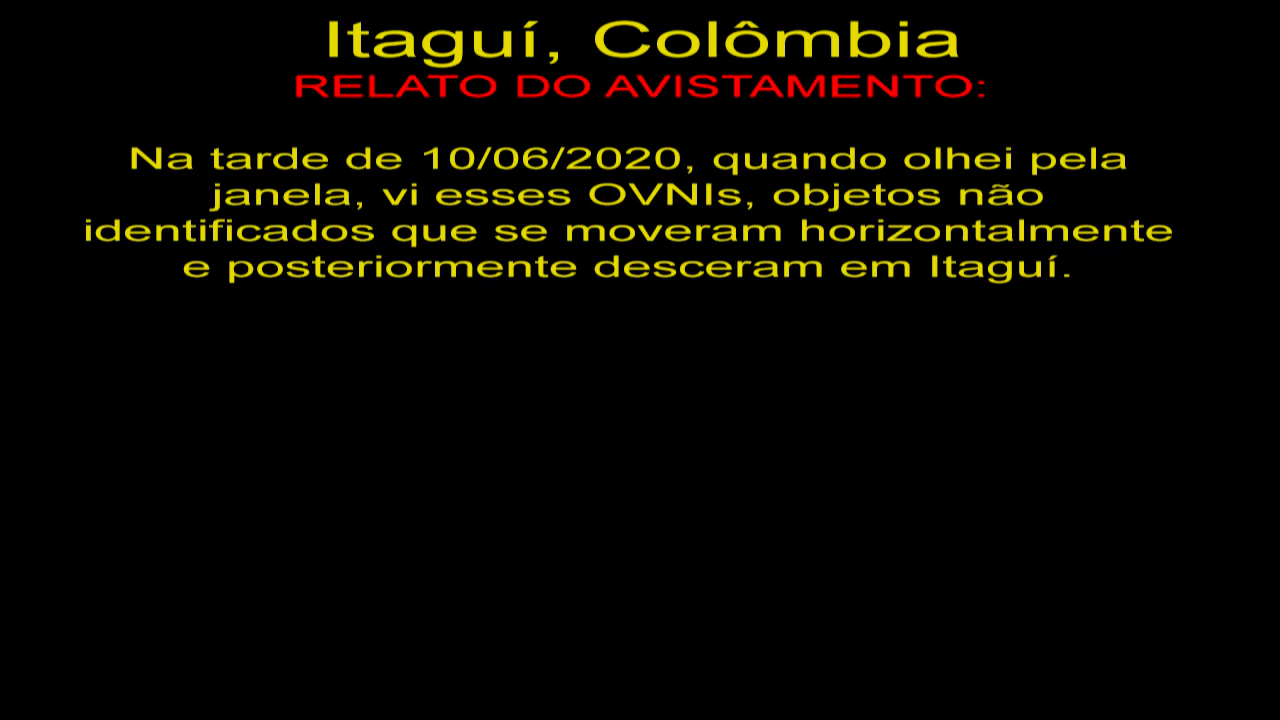 Itaguí, Colômbia
RELATO DO AVISTAMENTO:
Na tarde de 10/06/2020, quando olhei pela
janela, vi esses OVNIs, objetos não
identificados que se moveram horizontalmente
e posteriormente desceram em Itaguí.